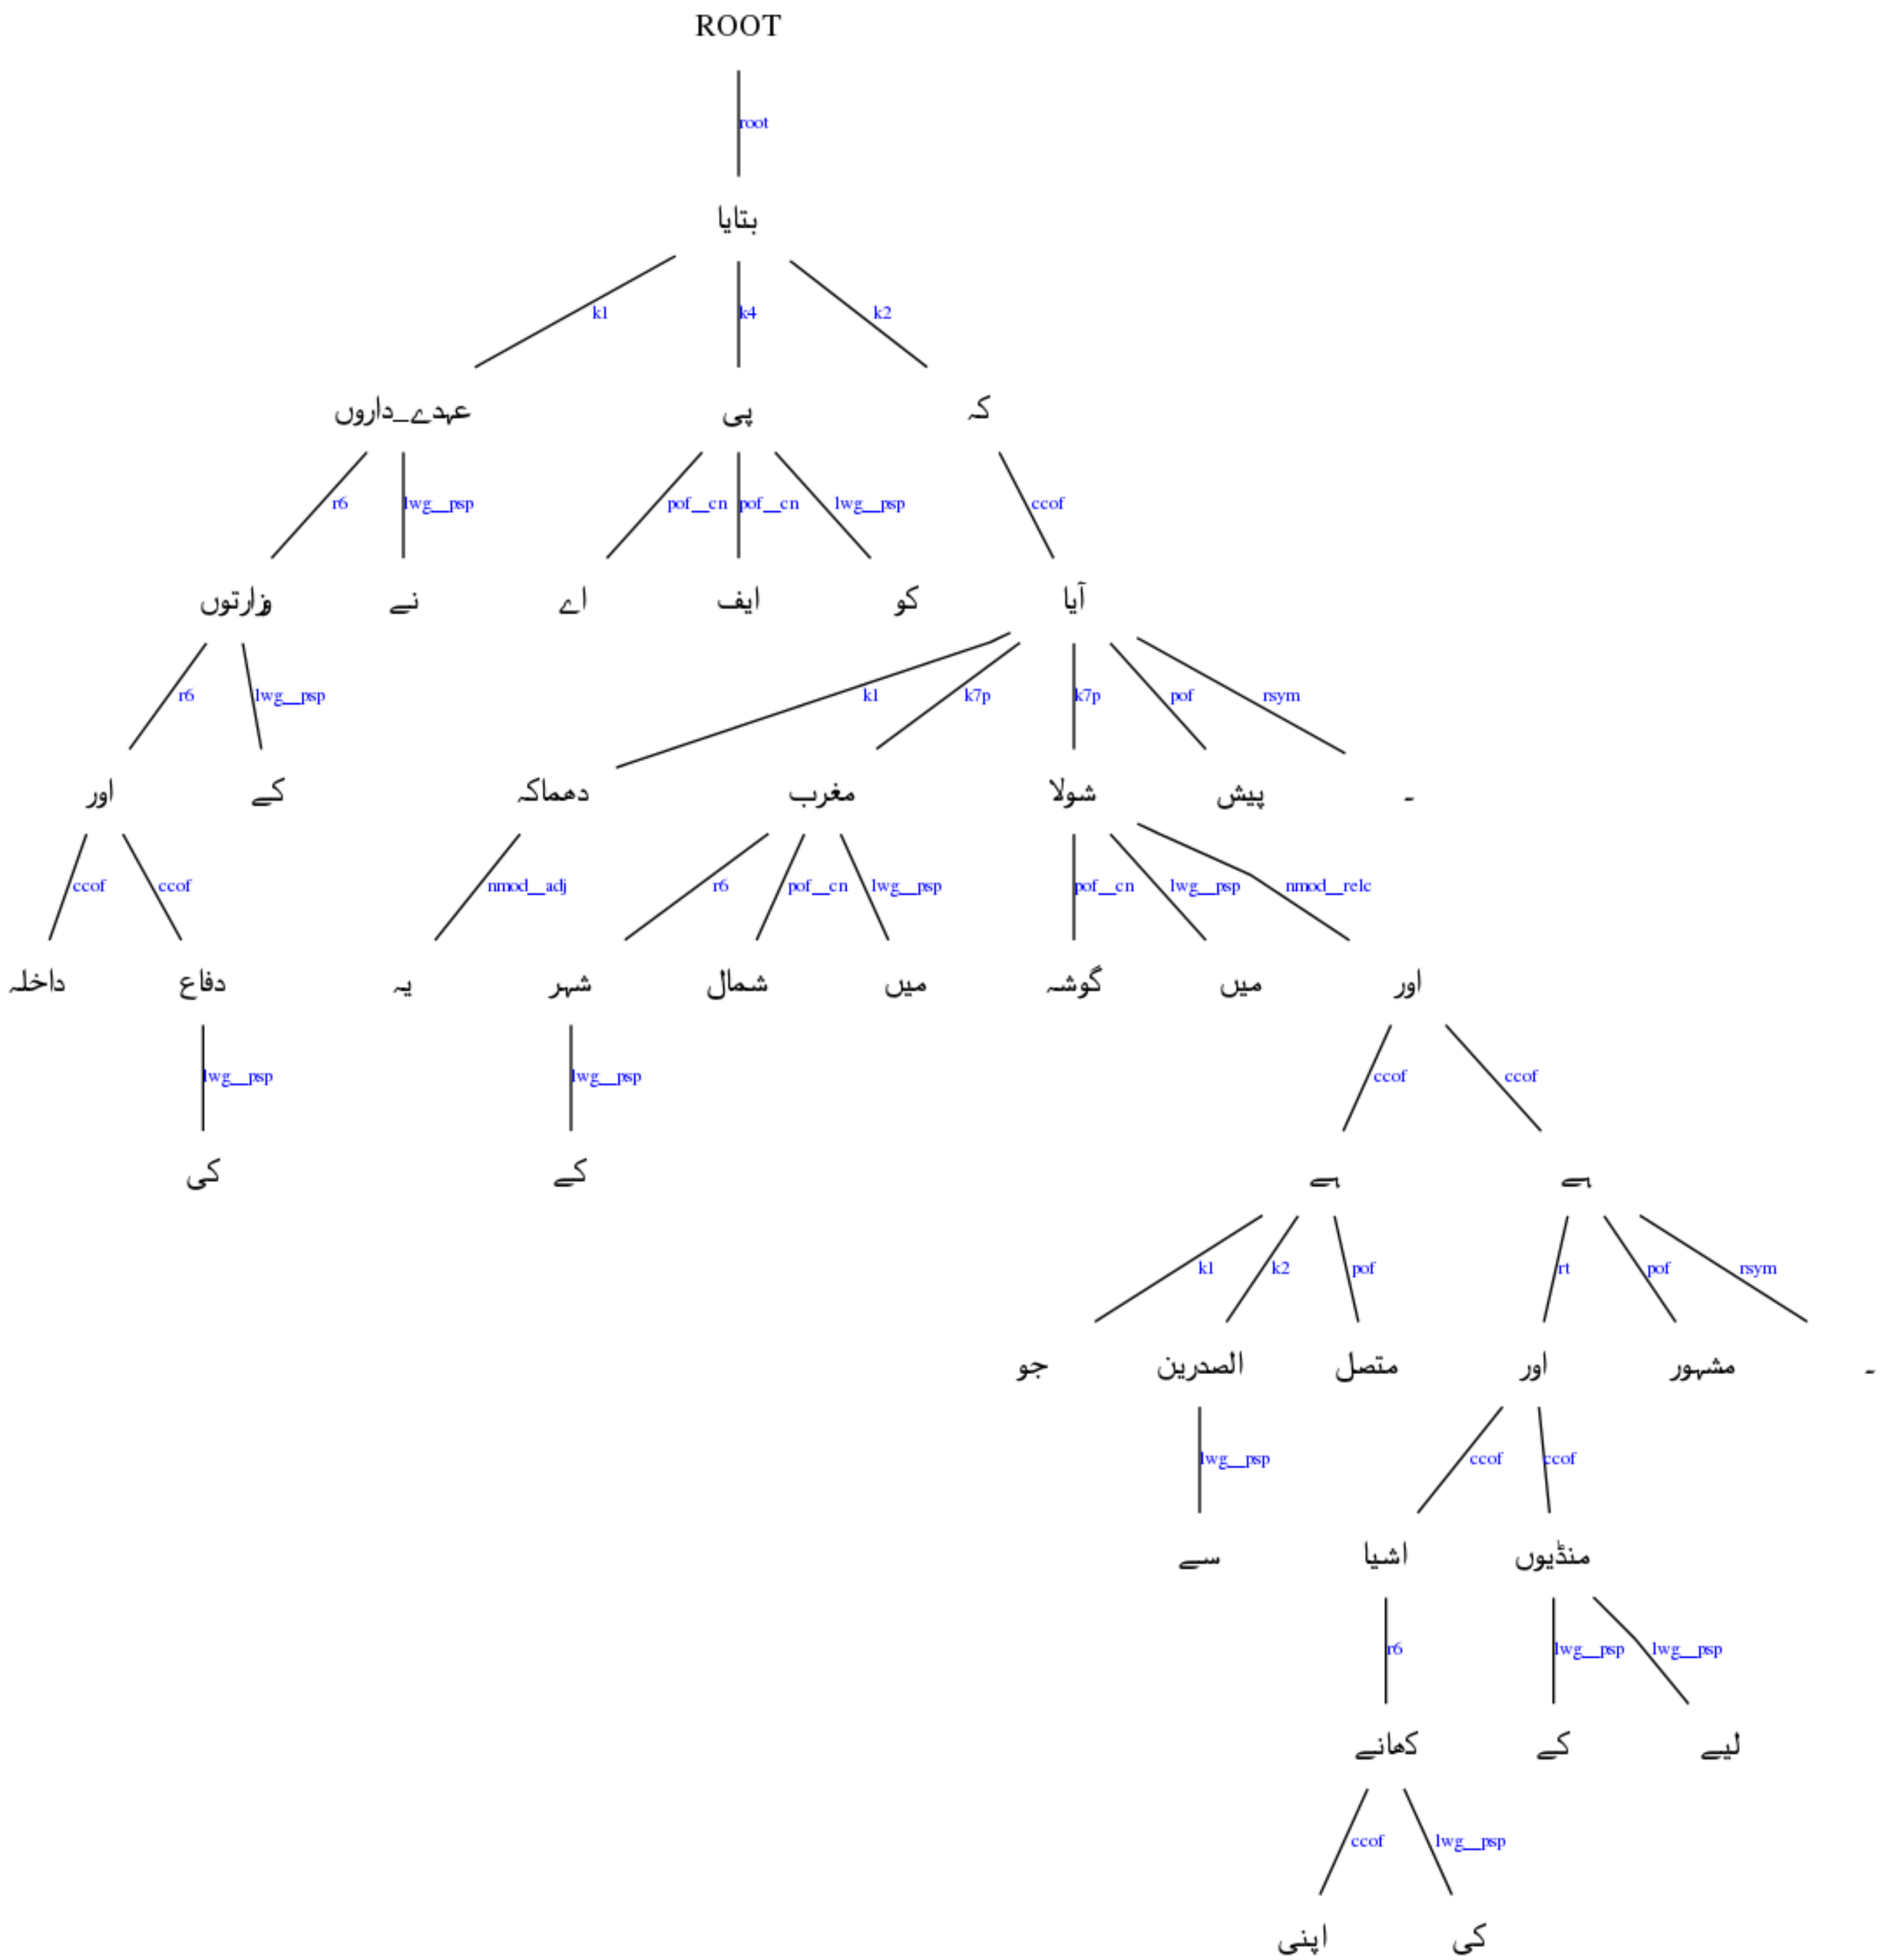 ROOT
root
بتایا
k1 k4 k2
عہدے_داروں پی کہ
r6 lwg__psp pof__cn pof__cn lwg__psp ccof
وزارتوں نے اے ایف کو آیا
r6 lwg__psp k1 k7p k7p pof rsym
اور کے دھماکہ مغرب شولا پیش ۔
ccof ccof nmod__adj r6 pof__cn lwg__psp pof__cn lwg__psp nmod__relc
داخلہ دفاع یہ شہر شمال میں گوشہ میں اور
lwg__psp lwg__psp ccof ccof
کی کے ہے ہے
k1 k2 pof rt pof rsym
جو الصدرین متصل اور مشہور ۔
lwg__psp ccof ccof
سے اشیا منڈیوں
r6 lwg__psp lwg__psp
کھانے کے لیے
ccof lwg__psp
اپنی کی